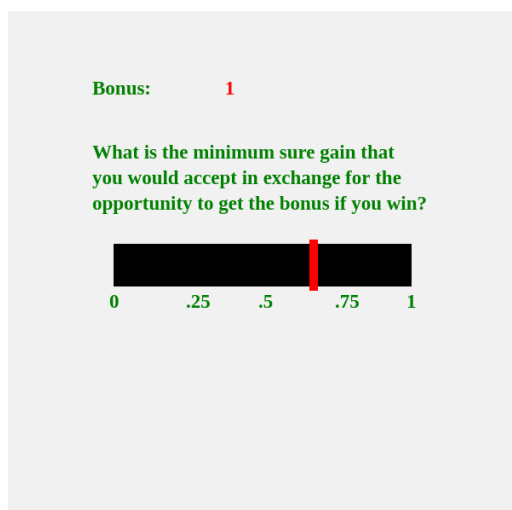 Bonus: 1
What is the minimum sure gain that
you would accept in exchange for the
opportunity to get the bonus if you win?
0 .25 .5 .75 1